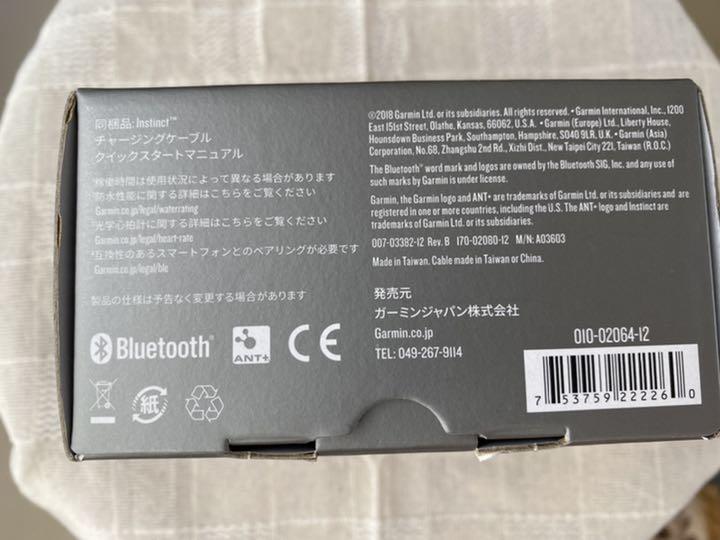 同梱品: Instinct™
チャージングケーブル
クイックスタートマニュアル
*稼働時間は使用状況によって異なる場合があります
*防水性能に関する詳細はこちらをご覧ください
Garmin.co.jp/legal/waterrating
*光学心拍計に関する詳細はこちらをご覧ください
Garmin.co.jp/legal/heart-rate
*互換性のあるスマートフォンとのペアリングが必要です
Garmin.co.jp/legal/ble
製品の仕様は予告なく変更する場合があります
Bluetooth®
ANT+
CE
紙
©2018 Garmin Ltd. or its subsidiaries. All rights reserved. • Garmin International, Inc., 1200
East 151st Street, Olathe, Kansas, 66062, U.S.A. • Garmin (Europe) Ltd., Liberty House,
Hounsdown Business Park, Southampton, Hampshire, SO40 9LR, U.K. • Garmin (Asia)
Corporation, No.68, Zhangshu 2nd Rd., Xizhi Dist., New Taipei City 221, Taiwan (R.O.C.)
The Bluetooth® word mark and logos are owned by the Bluetooth SIG, Inc. and any use of
such marks by Garmin is under license.
Garmin, the Garmin logo and ANT+ are trademarks of Garmin Ltd. or its subsidiaries and are
registered in one or more countries, including the U.S. The ANT+ logo and Instinct are
trademarks of Garmin Ltd. or its subsidiaries.
007-03382-12 Rev. B 170-02080-12 M/N: A03603
Made in Taiwan. Cable made in Taiwan or China.
発売元
ガーミンジャパン株式会社
Garmin.co.jp
TEL: 049-267-9114
010-02064-12
7 53759 22226 0